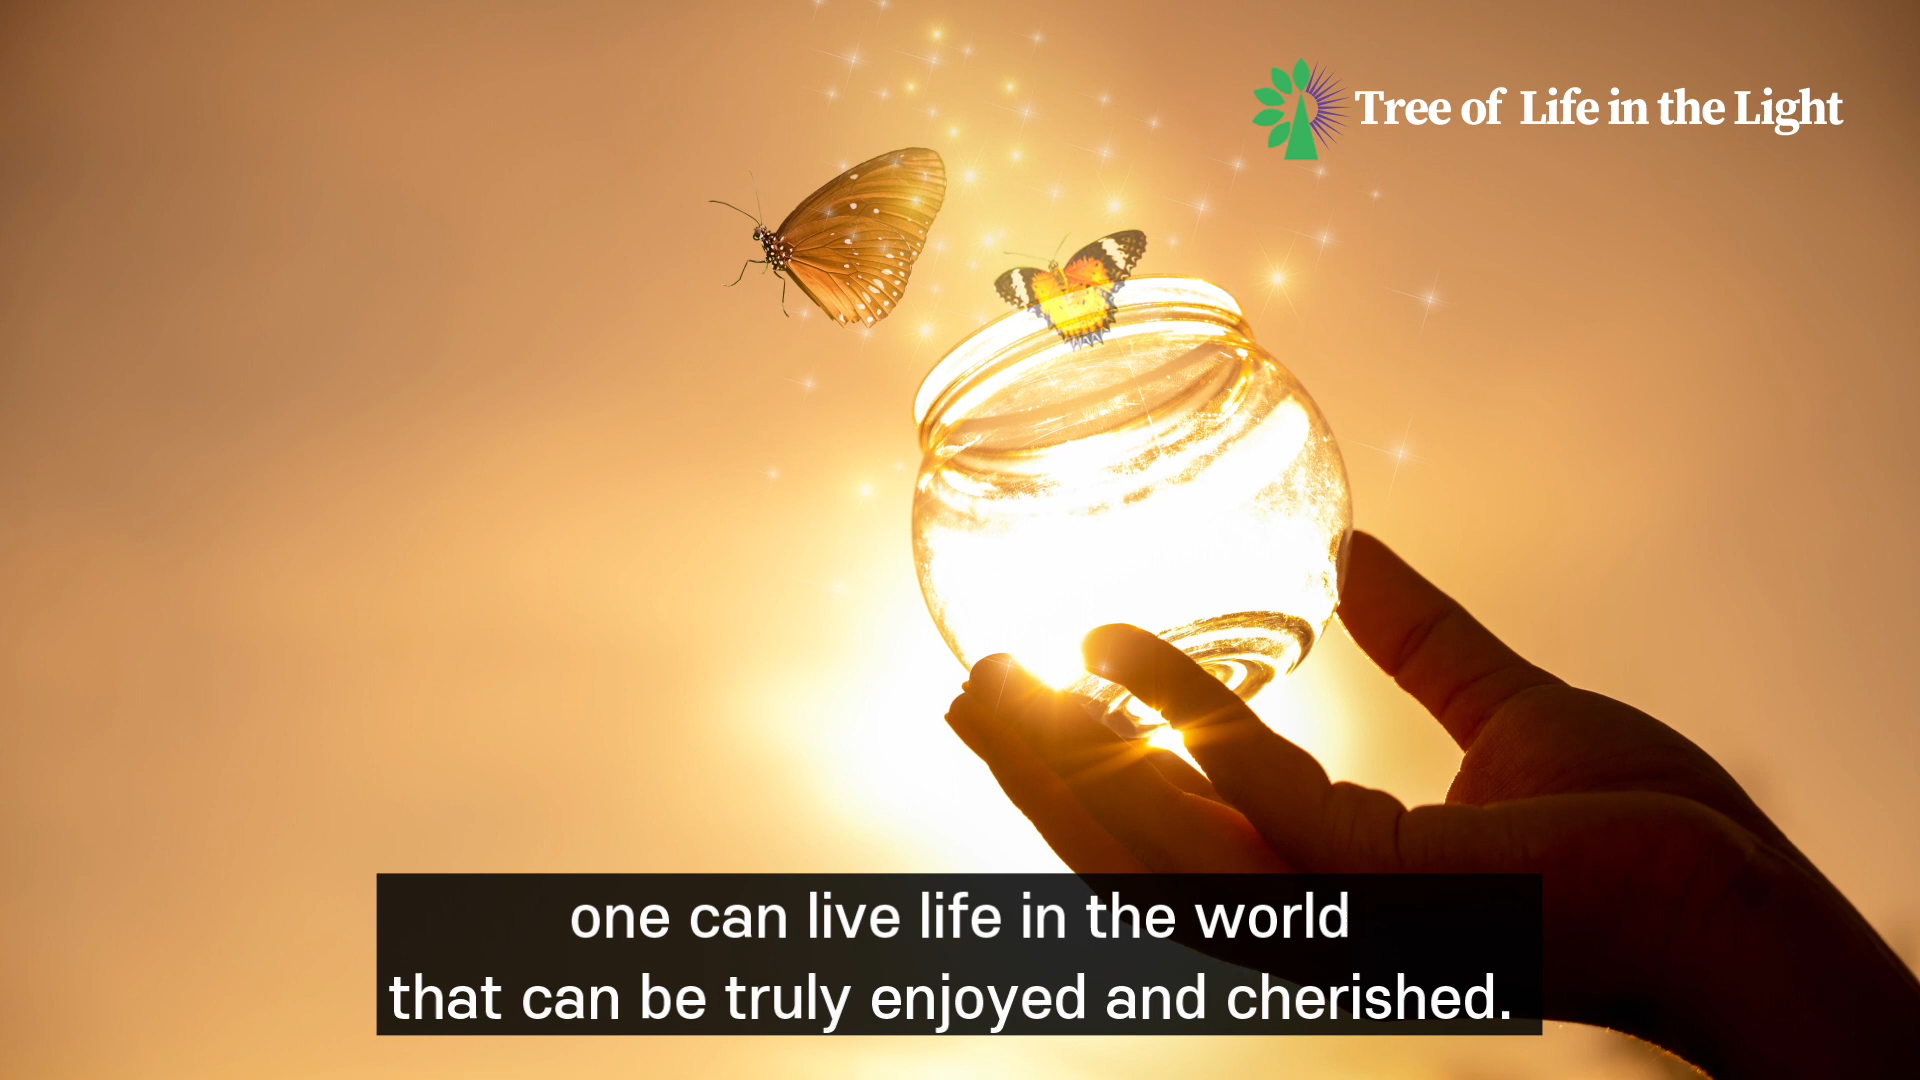 Tree of Life in the Light
one can live life in the world
that can be truly enjoyed and cherished.